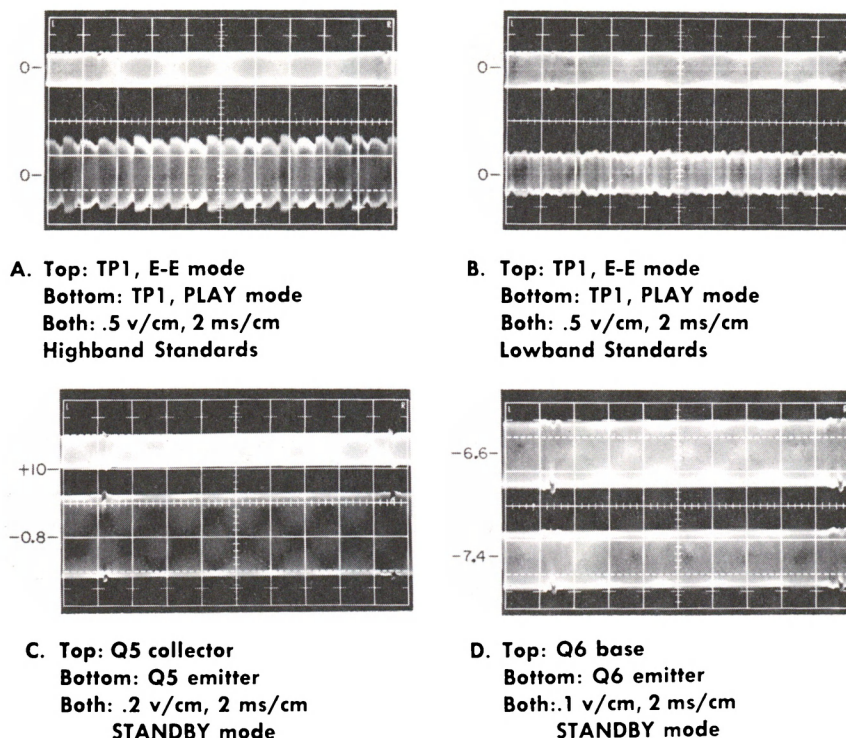 L
R
0-
0-
A. Top: TP1, E-E mode
Bottom: TP1, PLAY mode
Both: .5 v/cm, 2 ms/cm
Highband Standards
L
0-
0-
B. Top: TP1, E-E mode
Bottom: TP1, PLAY mode
Both: .5 v/cm, 2 ms/cm
Lowband Standards
L
R
+10-
-0.8-
C. Top: Q5 collector
Bottom: Q5 emitter
Both: .2 v/cm, 2 ms/cm
STANDBY mode
L
-6.6-
-7.4-
D. Top: Q6 base
Bottom: Q6 emitter
Both:.1 v/cm, 2 ms/cm
STANDBY mode